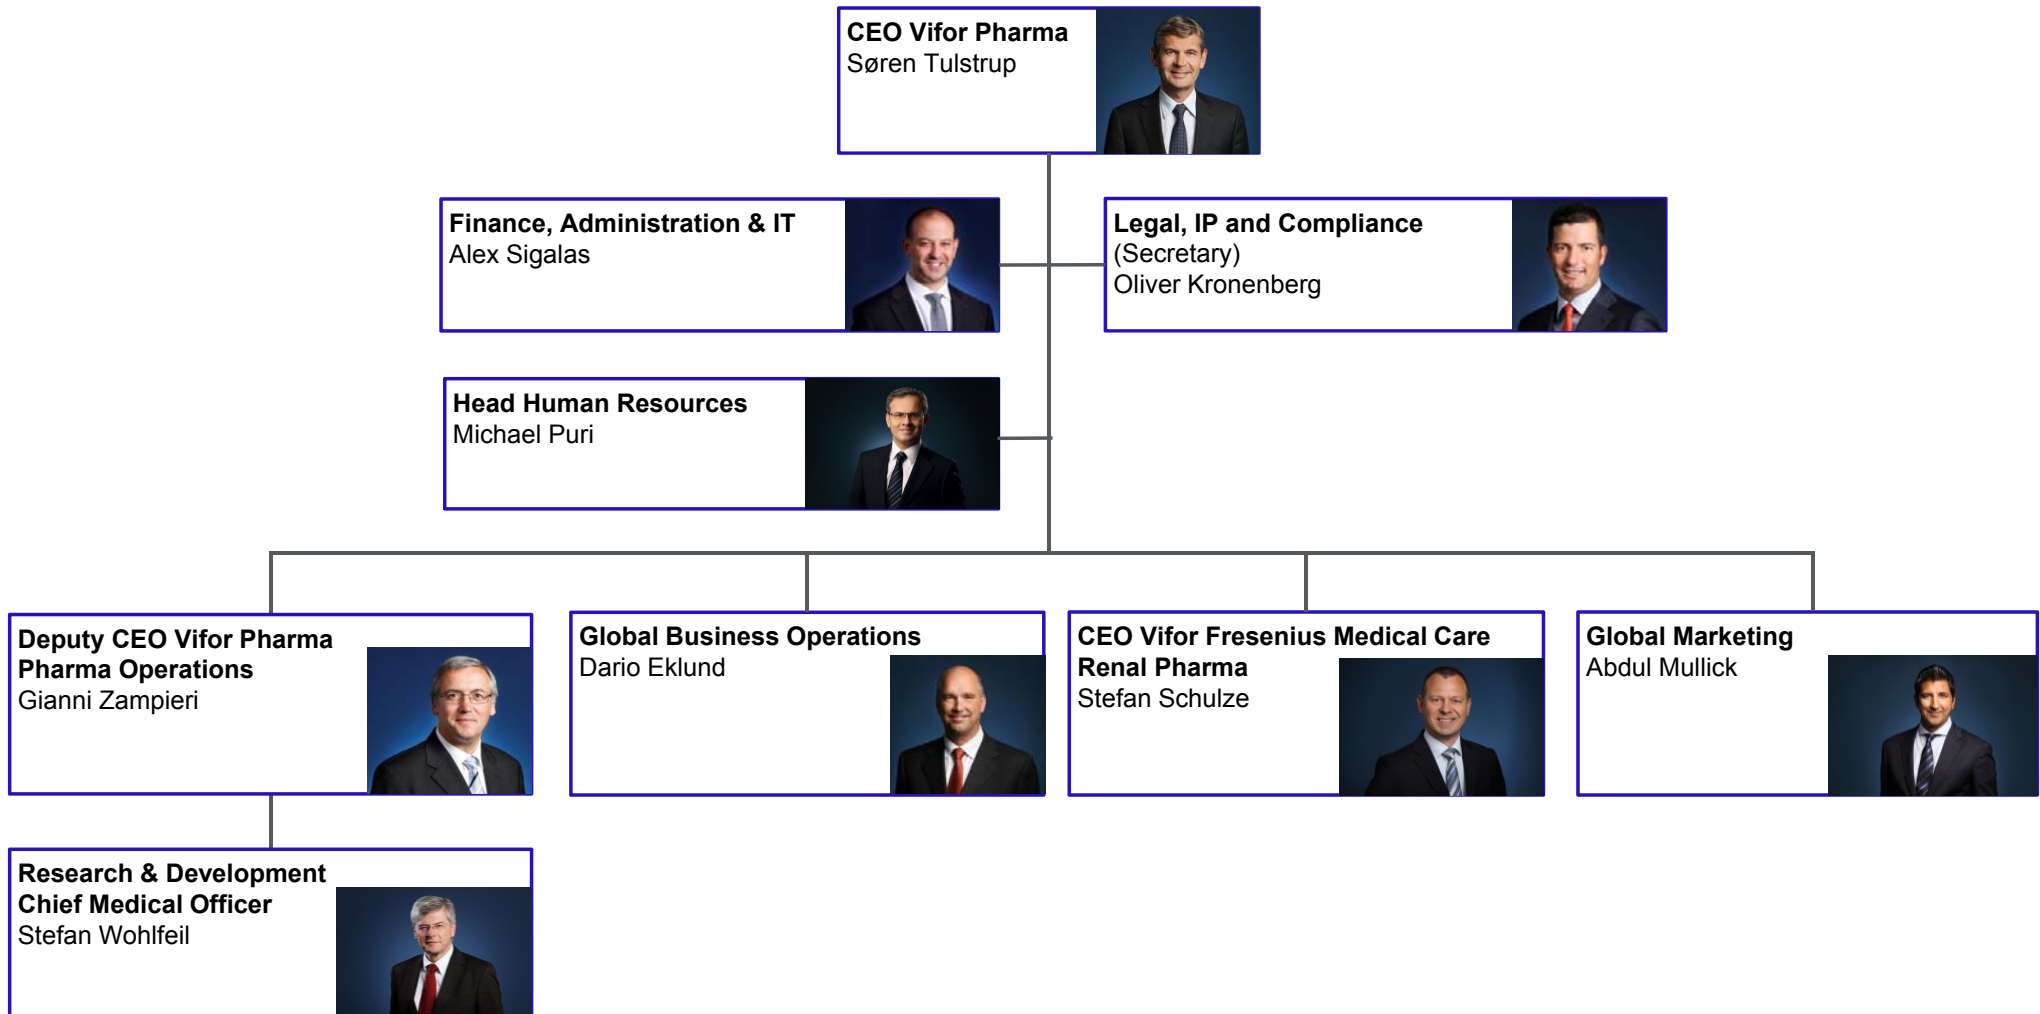 CEO Vifor Pharma
Søren Tulstrup
Finance, Administration & IT
Alex Sigalas
Legal, IP and Compliance
(Secretary)
Oliver Kronenberg
Head Human Resources
Michael Puri
Deputy CEO Vifor Pharma
Pharma Operations
Gianni Zampieri
Global Business Operations
Dario Eklund
CEO Vifor Fresenius Medical Care
Renal Pharma
Stefan Schulze
Global Marketing
Abdul Mullick
Research & Development
Chief Medical Officer
Stefan Wohlfeil